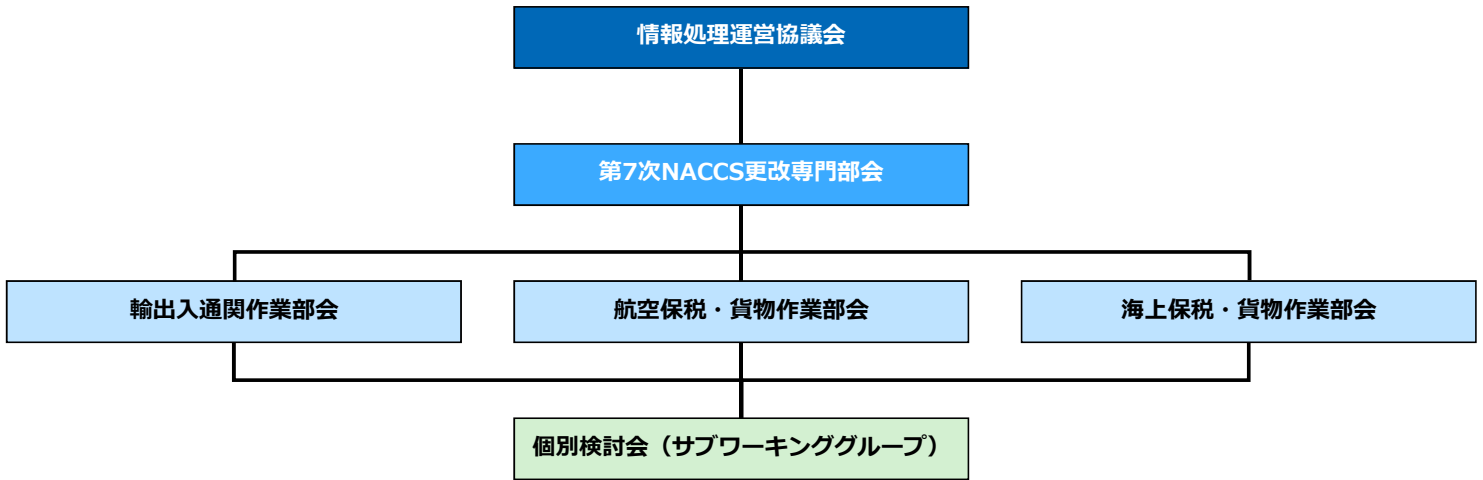 情報処理運営協議会
第7次NACCS更改専門部会
輸出入通関作業部会
航空保税・貨物作業部会
海上保税・貨物作業部会
個別検討会（サブワーキンググループ）